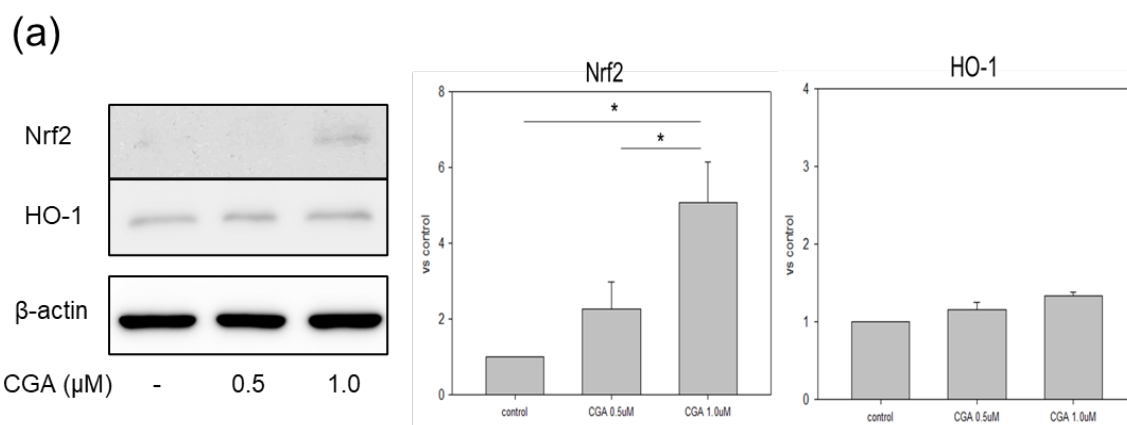 (a)
Nrf2
HO-1
β-actin
CGA (μM) - 0.5 1.0
Nrf2
8
6
4
2
0
vs control
*
*
control CGA 0.5uM CGA 1.0uM
HO-1
4
3
2
1
0
vs control
control CGA 0.5uM CGA 1.0uM